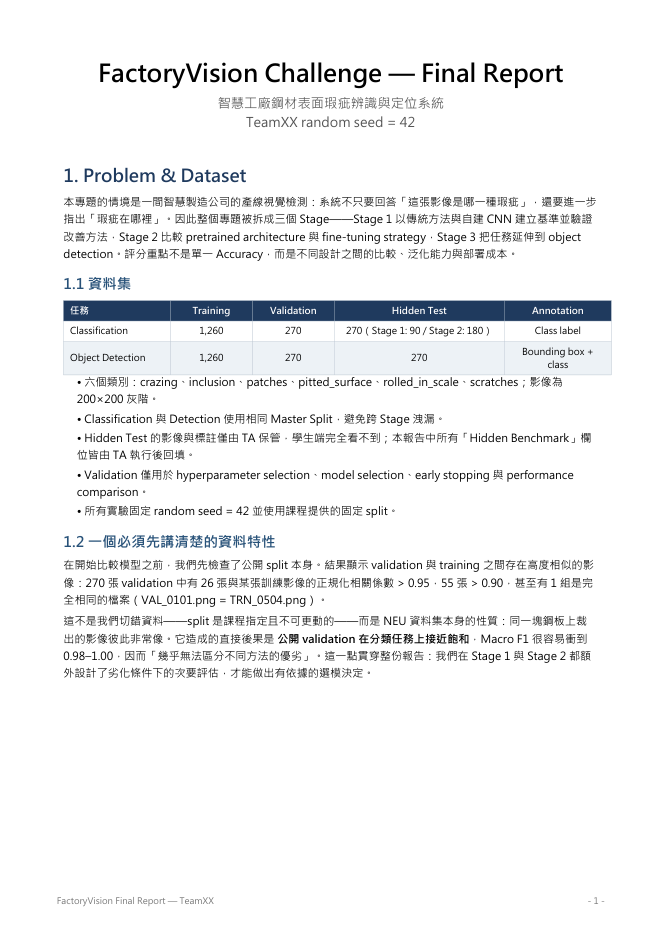 FactoryVision Challenge — Final Report
智慧工廠鋼材表面瑕疵辨識與定位系統
TeamXX random seed = 42
1. Problem & Dataset
本專題的情境是一間智慧製造公司的產線視覺檢測：系統不只要回答「這張影像是哪一種瑕疵」，還要進一步
指出「瑕疵在哪裡」。因此整個專題被拆成三個 Stage——Stage 1 以傳統方法與自建 CNN 建立基準並驗證
改善方法，Stage 2 比較 pretrained architecture 與 fine-tuning strategy，Stage 3 把任務延伸到 object
detection。評分重點不是單一 Accuracy，而是不同設計之間的比較、泛化能力與部署成本。
1.1 資料集
任務 Training Validation Hidden Test Annotation
Classification 1,260 270 270（Stage 1: 90 / Stage 2: 180） Class label
Object Detection 1,260 270 270 Bounding box +
class
• 六個類別：crazing、inclusion、patches、pitted_surface、rolled_in_scale、scratches；影像為
200×200 灰階。
• Classification 與 Detection 使用相同 Master Split，避免跨 Stage 洩漏。
• Hidden Test 的影像與標註僅由 TA 保管，學生端完全看不到；本報告中所有「Hidden Benchmark」欄
位皆由 TA 執行後回填。
• Validation 僅用於 hyperparameter selection、model selection、early stopping 與 performance
comparison。
• 所有實驗固定 random seed = 42 並使用課程提供的固定 split。
1.2 一個必須先講清楚的資料特性
在開始比較模型之前，我們先檢查了公開 split 本身。結果顯示 validation 與 training 之間存在高度相似的影
像：270 張 validation 中有 26 張與某張訓練影像的正規化相關係數 > 0.95，55 張 > 0.90，甚至有 1 組是完
全相同的檔案（VAL_0101.png = TRN_0504.png）。
這不是我們切錯資料——split 是課程指定且不可更動的——而是 NEU 資料集本身的性質：同一塊鋼板上裁
出的影像彼此非常像。它造成的直接後果是 公開 validation 在分類任務上接近飽和，Macro F1 很容易衝到
0.98–1.00，因而「幾乎無法區分不同方法的優劣」。這一點貫穿整份報告：我們在 Stage 1 與 Stage 2 都額
外設計了劣化條件下的次要評估，才能做出有依據的選模決定。
FactoryVision Final Report — TeamXX
- 1 -